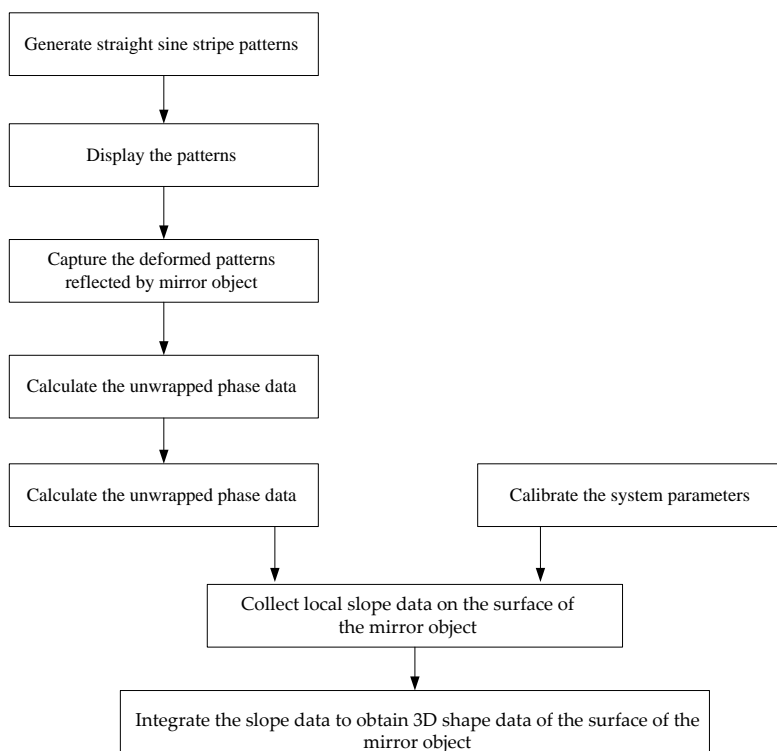 Generate straight sine stripe patterns
Display the patterns
Capture the deformed patterns
reflected by mirror object
Calculate the unwrapped phase data
Calculate the unwrapped phase data
Calibrate the system parameters
Collect local slope data on the surface of
the mirror object
Integrate the slope data to obtain 3D shape data of the surface of the
mirror object